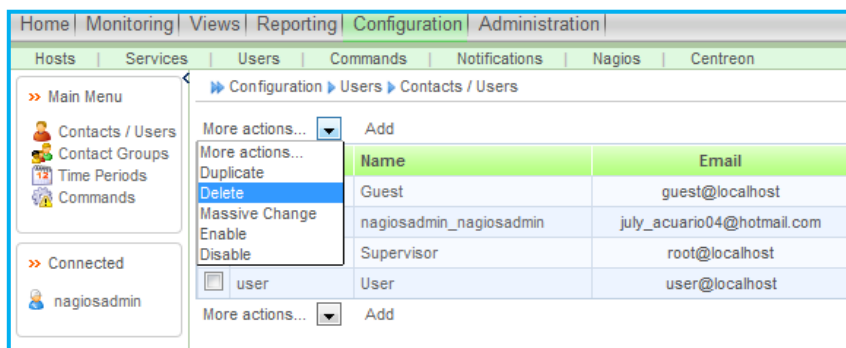 Home | Monitoring | Views | Reporting | Configuration | Administration |
Hosts | Services | Users | Commands | Notifications | Nagios | Centreon
Main Menu
Contacts / Users
Contact Groups
Time Periods
Commands
Connected
nagiosadmin
Configuration Users Contacts / Users
More actions... Add
More actions...
Duplicate
Delete
Massive Change
Enable
Disable
Name Email
Guest guest@localhost
nagiosadmin_nagiosadmin july_acuario04@hotmail.com
Supervisor root@localhost
user User user@localhost
More actions... Add